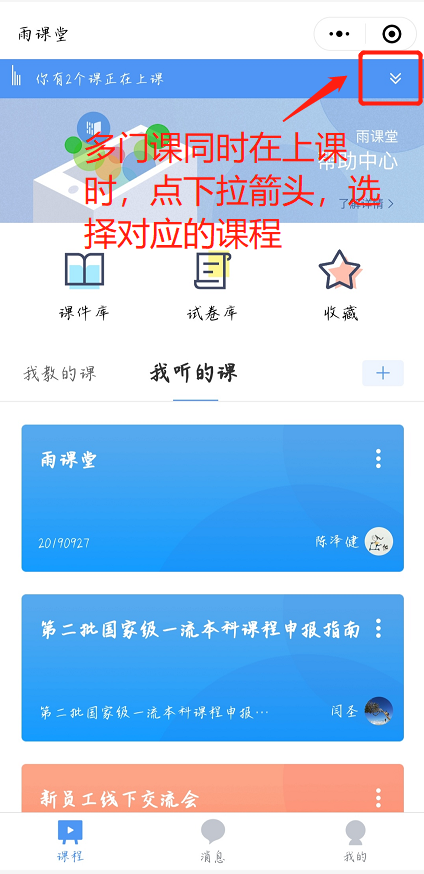 雨课堂
你有2个课正在上课
雨课堂
帮助中心
了解详情
多门课同时在上课
时，点下拉箭头，选
择对应的课程
课件库
试卷库
收藏
我教的课
我听的课
雨课堂
20190927
陈泽健
第二批国家级一流本科课程申报指南
第二批国家级一流本科课程申报…
闫圣
新员工线下交流会
课程
消息
我的